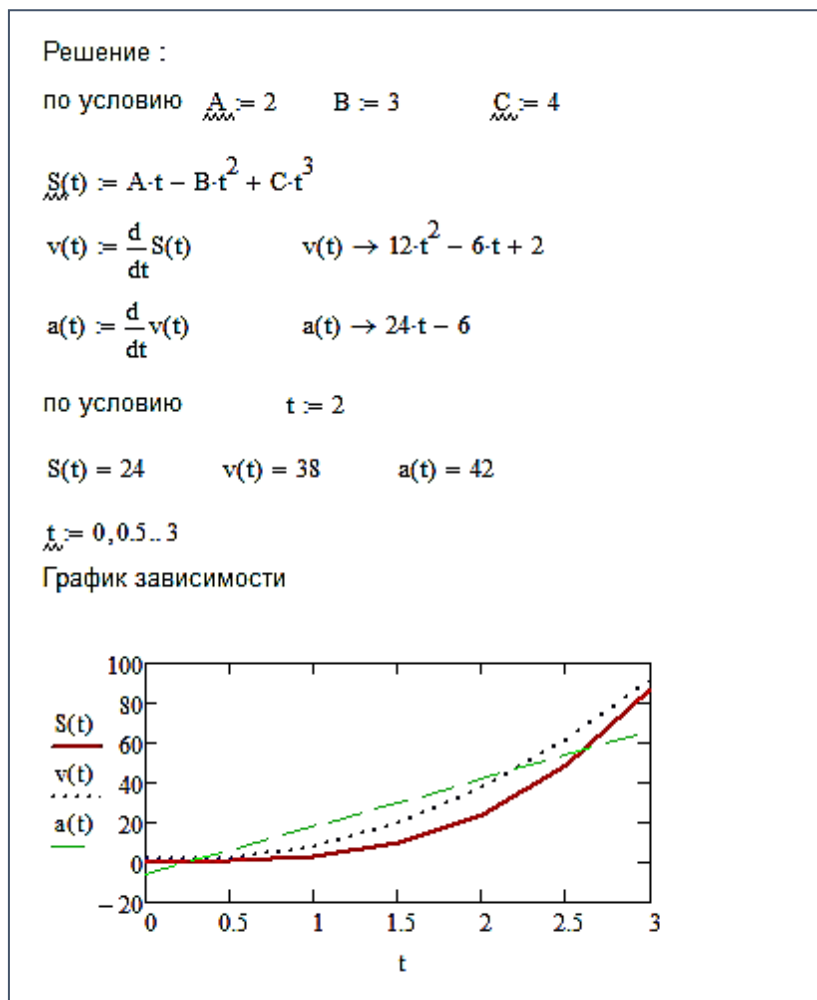 Решение :
по условию A := 2 B := 3 C := 4
S(t) := A·t − B·t² + C·t³
v(t) := d/dt S(t) v(t) → 12·t² − 6·t + 2
a(t) := d/dt v(t) a(t) → 24·t − 6
по условию t := 2
S(t) = 24 v(t) = 38 a(t) = 42
t := 0, 0.5.. 3
График зависимости
100
80
60
40
20
0
−20
S(t)
v(t)
a(t)
0 0.5 1 1.5 2 2.5 3
t